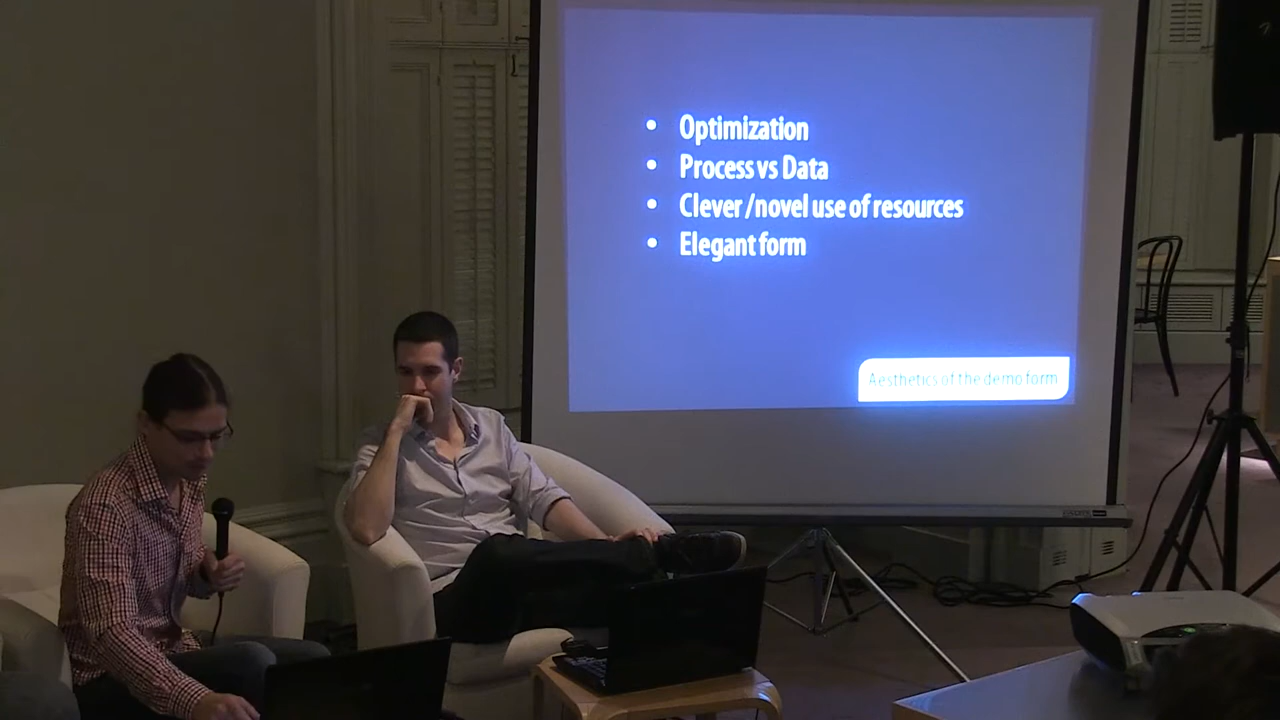 • Optimization
• Process vs Data
• Clever / novel use of resources
• Elegant form
Aesthetics of the demo form